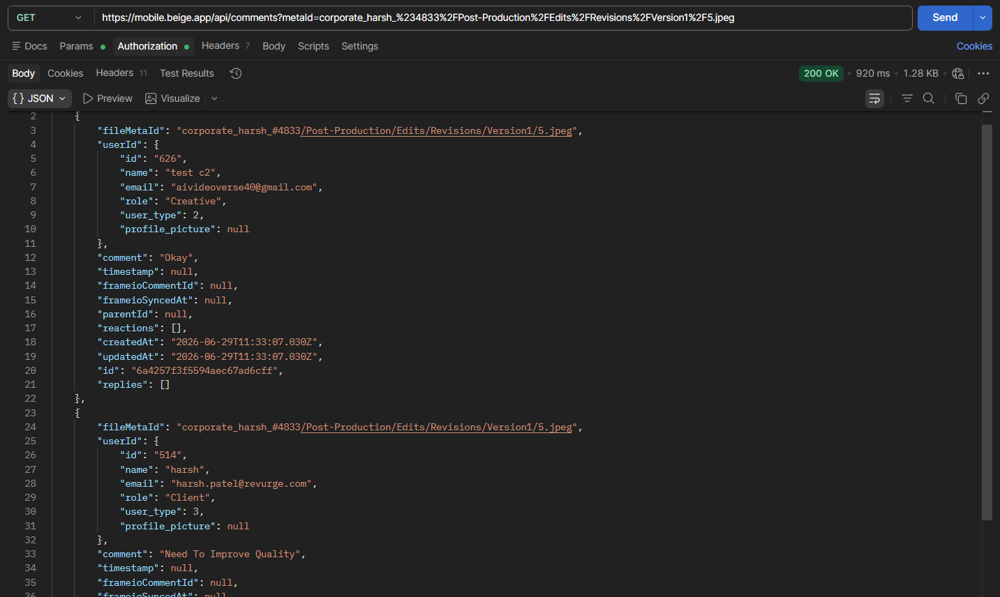 GET https://mobile.beige.app/api/comments?metaId=corporate_harsh_%234833%2FPost-Production%2FEdits%2FRevisions%2FVersion1%2F5.jpeg Send
Docs Params Authorization Headers 7 Body Scripts Settings Cookies
Body Cookies Headers 11 Test Results 200 OK 920 ms 1.28 KB
{} JSON Preview Visualize
2 {
3 "fileMetaId": "corporate_harsh_#4833/Post-Production/Edits/Revisions/Version1/5.jpeg",
4 "userId": {
5 "id": "626",
6 "name": "test c2",
7 "email": "aivideoverse40@gmail.com",
8 "role": "Creative",
9 "user_type": 2,
10 "profile_picture": null
11 },
12 "comment": "Okay",
13 "timestamp": null,
14 "frameioCommentId": null,
15 "frameioSyncedAt": null,
16 "parentId": null,
17 "reactions": [],
18 "createdAt": "2026-06-29T11:33:07.030Z",
19 "updatedAt": "2026-06-29T11:33:07.030Z",
20 "id": "6a4257f3f5594aec67ad6cff",
21 "replies": []
22 },
23 {
24 "fileMetaId": "corporate_harsh_#4833/Post-Production/Edits/Revisions/Version1/5.jpeg",
25 "userId": {
26 "id": "514",
27 "name": "harsh",
28 "email": "harsh.patel@revurge.com",
29 "role": "Client",
30 "user_type": 3,
31 "profile_picture": null
32 },
33 "comment": "Need To Improve Quality",
34 "timestamp": null,
35 "frameioCommentId": null,
36 "frameioSyncedAt": null